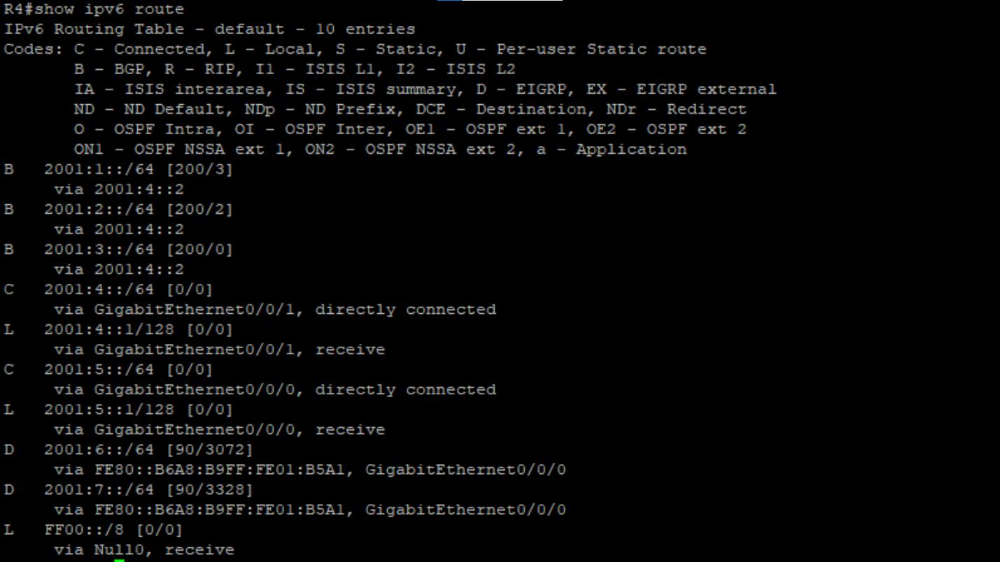 R4#show ipv6 route
IPv6 Routing Table - default - 10 entries
Codes: C - Connected, L - Local, S - Static, U - Per-user Static route
       B - BGP, R - RIP, I1 - ISIS L1, I2 - ISIS L2
       IA - ISIS interarea, IS - ISIS summary, D - EIGRP, EX - EIGRP external
       ND - ND Default, NDp - ND Prefix, DCE - Destination, NDr - Redirect
       O - OSPF Intra, OI - OSPF Inter, OE1 - OSPF ext 1, OE2 - OSPF ext 2
       ON1 - OSPF NSSA ext 1, ON2 - OSPF NSSA ext 2, a - Application
B   2001:1::/64 [200/3]
     via 2001:4::2
B   2001:2::/64 [200/2]
     via 2001:4::2
B   2001:3::/64 [200/0]
     via 2001:4::2
C   2001:4::/64 [0/0]
     via GigabitEthernet0/0/1, directly connected
L   2001:4::1/128 [0/0]
     via GigabitEthernet0/0/1, receive
C   2001:5::/64 [0/0]
     via GigabitEthernet0/0/0, directly connected
L   2001:5::1/128 [0/0]
     via GigabitEthernet0/0/0, receive
D   2001:6::/64 [90/3072]
     via FE80::B6A8:B9FF:FE01:B5A1, GigabitEthernet0/0/0
D   2001:7::/64 [90/3328]
     via FE80::B6A8:B9FF:FE01:B5A1, GigabitEthernet0/0/0
L   FF00::/8 [0/0]
     via Null0, receive